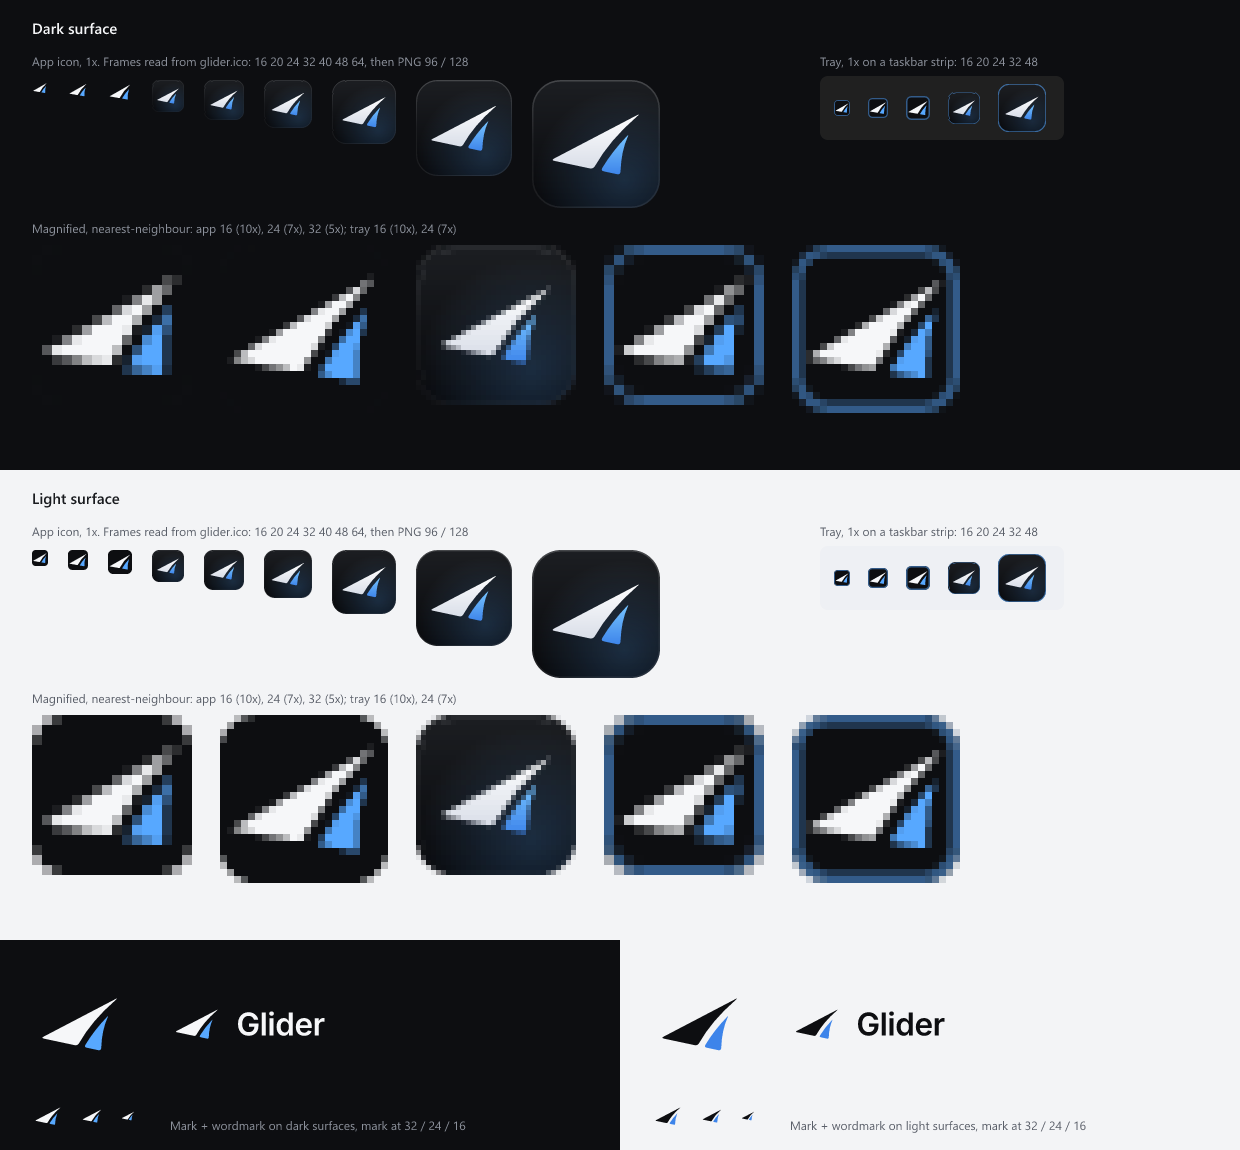 Dark surface
App icon, 1x. Frames read from glider.ico: 16 20 24 32 40 48 64, then PNG 96 / 128
Tray, 1x on a taskbar strip: 16 20 24 32 48
Magnified, nearest-neighbour: app 16 (10x), 24 (7x), 32 (5x); tray 16 (10x), 24 (7x)
Light surface
App icon, 1x. Frames read from glider.ico: 16 20 24 32 40 48 64, then PNG 96 / 128
Tray, 1x on a taskbar strip: 16 20 24 32 48
Magnified, nearest-neighbour: app 16 (10x), 24 (7x), 32 (5x); tray 16 (10x), 24 (7x)
Glider
Mark + wordmark on dark surfaces, mark at 32 / 24 / 16
Glider
Mark + wordmark on light surfaces, mark at 32 / 24 / 16